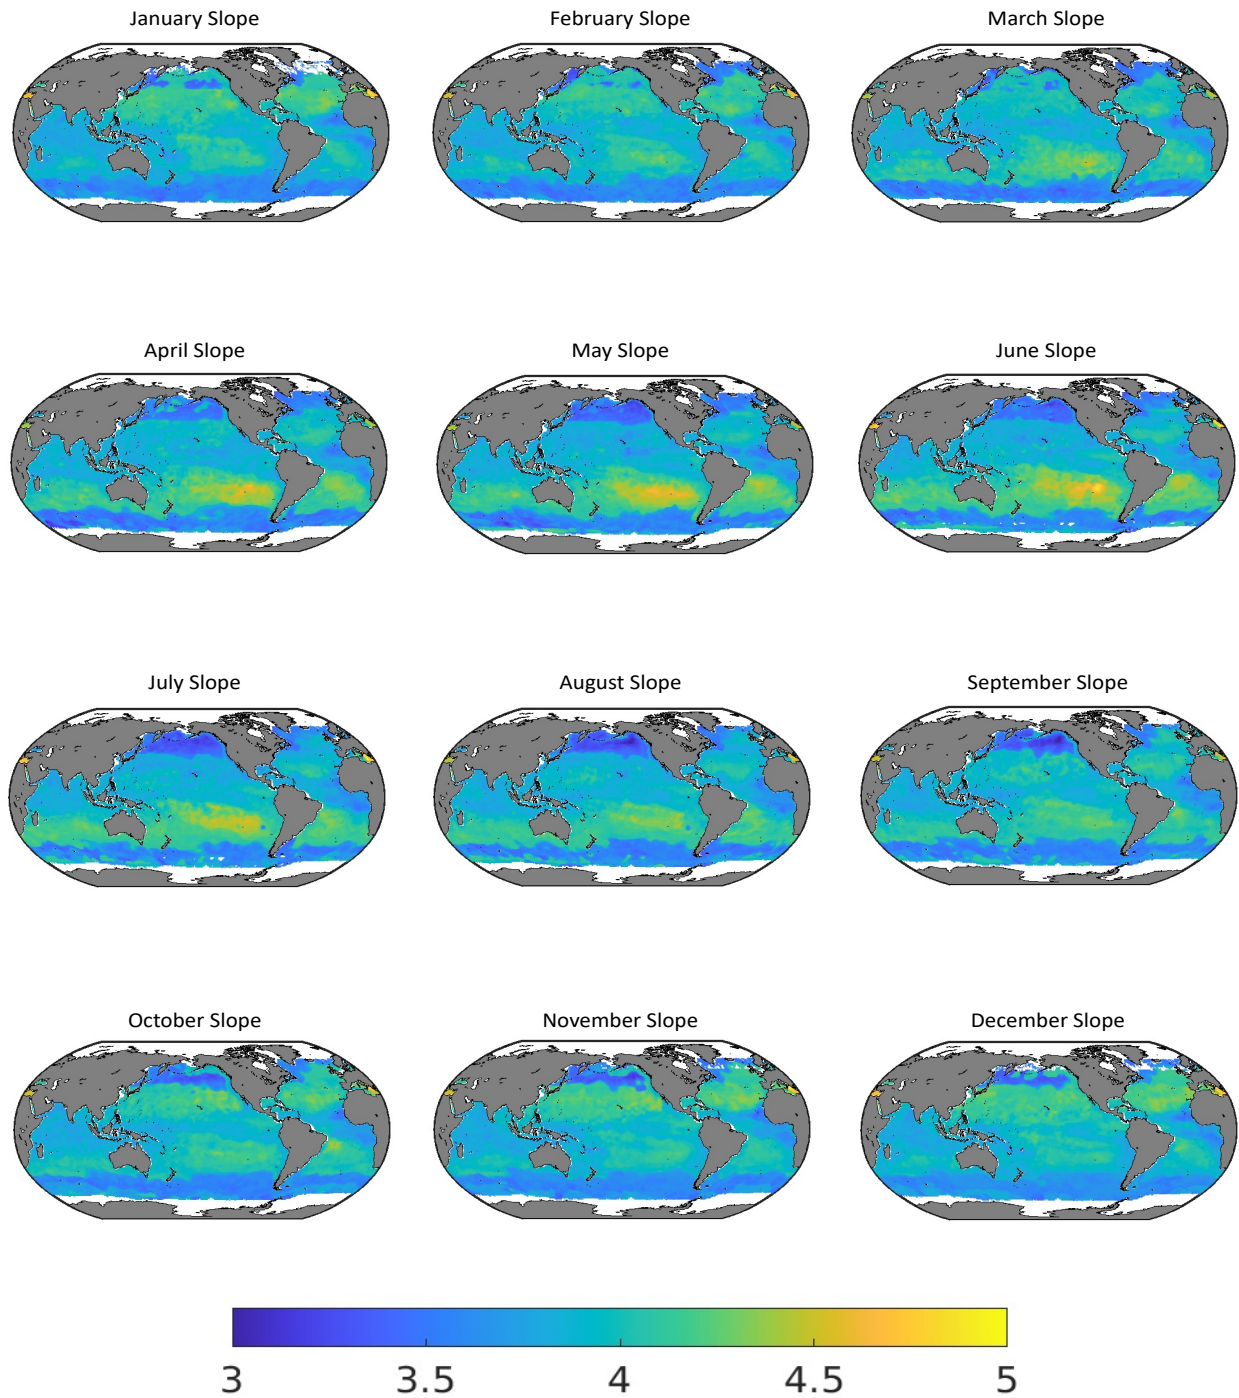 January Slope
February Slope
March Slope
April Slope
May Slope
June Slope
July Slope
August Slope
September Slope
October Slope
November Slope
December Slope
3 3.5 4 4.5 5